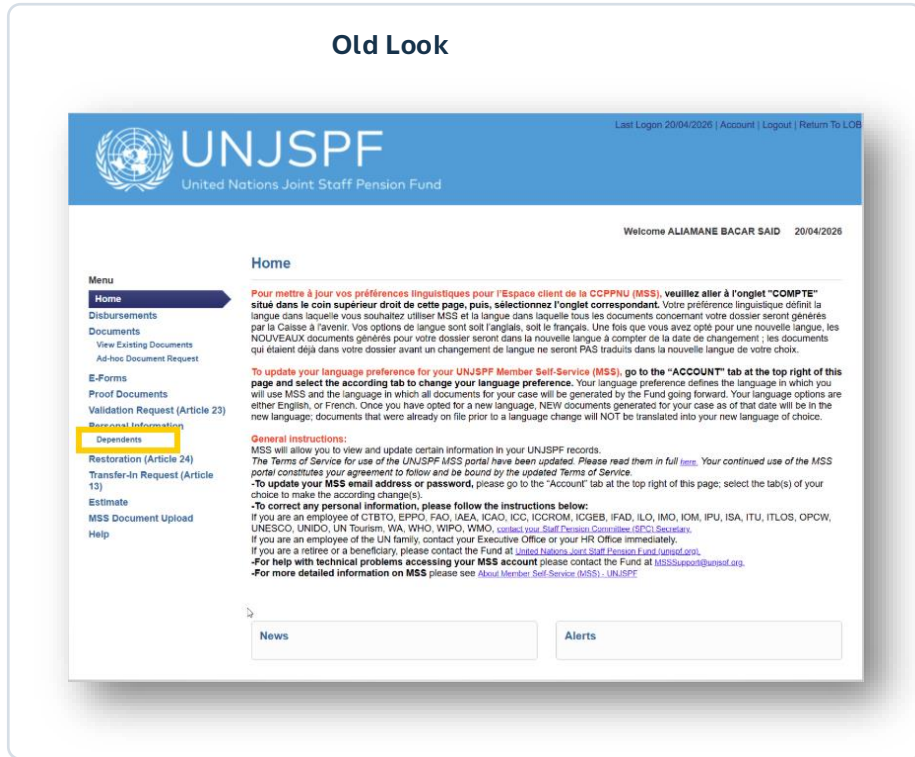 Old Look
Last Logon 20/04/2026 | Account | Logout | Return To LOB
UNJSPF
United Nations Joint Staff Pension Fund
Welcome ALIAMANE BACAR SAID 20/04/2026
Menu
Home
Disbursements
Documents
View Existing Documents
Ad-hoc Document Request
E-Forms
Proof Documents
Validation Request (Article 23)
Personal Information
Dependents
Restoration (Article 24)
Transfer-In Request (Article
13)
Estimate
MSS Document Upload
Help
Home
Pour mettre à jour vos préférences linguistiques pour l'Espace client de la CCPPNU (MSS), veuillez aller à l'onglet "COMPTE"
situé dans le coin supérieur droit de cette page, puis, sélectionnez l'onglet correspondant. Votre préférence linguistique définit la
langue dans laquelle vous souhaitez utiliser MSS et la langue dans laquelle tous les documents concernant votre dossier seront générés
par la Caisse à l'avenir. Vos options de langue sont soit l'anglais, soit le français. Une fois que vous avez opté pour une nouvelle langue, les
NOUVEAUX documents générés pour votre dossier seront dans la nouvelle langue à compter de la date de changement ; les documents
qui étaient déjà dans votre dossier avant un changement de langue ne seront PAS traduits dans la nouvelle langue de votre choix.
To update your language preference for your UNJSPF Member Self-Service (MSS), go to the “ACCOUNT” tab at the top right of this
page and select the according tab to change your language preference. Your language preference defines the language in which you
will use MSS and the language in which all documents for your case will be generated by the Fund going forward. Your language options are
either English, or French. Once you have opted for a new language, NEW documents generated for your case as of that date will be in the
new language; documents that were already on file prior to a language change will NOT be translated into your new language of choice.
General instructions:
MSS will allow you to view and update certain information in your UNJSPF records.
The Terms of Service for use of the UNJSPF MSS portal have been updated. Please read them in full here. Your continued use of the MSS
portal constitutes your agreement to follow and be bound by the updated Terms of Service.
-To update your MSS email address or password, please go to the “Account” tab at the top right of this page; select the tab(s) of your
choice to make the according change(s).
-To correct any personal information, please follow the instructions below:
If you are an employee of CTBTO, EPPO, FAO, IAEA, ICAO, ICC, ICCROM, ICGEB, IFAD, ILO, IMO, IOM, IPU, ISA, ITU, ITLOS, OPCW,
UNESCO, UNIDO, UN Tourism, WA, WHO, WIPO, WMO, contact your Staff Pension Committee (SPC) Secretary.
If you are an employee of the UN family, contact your Executive Office or your HR Office immediately.
If you are a retiree or a beneficiary, please contact the Fund at United Nations Joint Staff Pension Fund (unjspf.org).
-For help with technical problems accessing your MSS account please contact the Fund at MSSSupport@unjspf.org.
-For more detailed information on MSS please see About Member Self-Service (MSS) - UNJSPF
News
Alerts